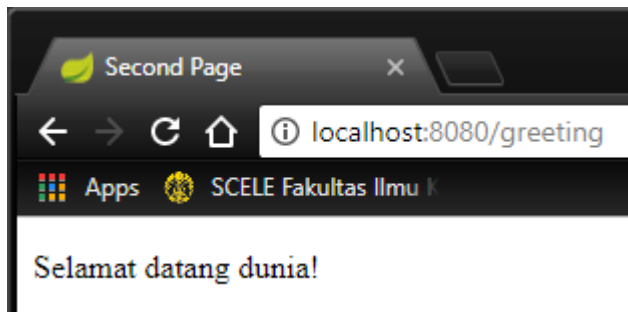 Second Page
localhost:8080/greeting
Apps SCELE Fakultas Ilmu
Selamat datang dunia!